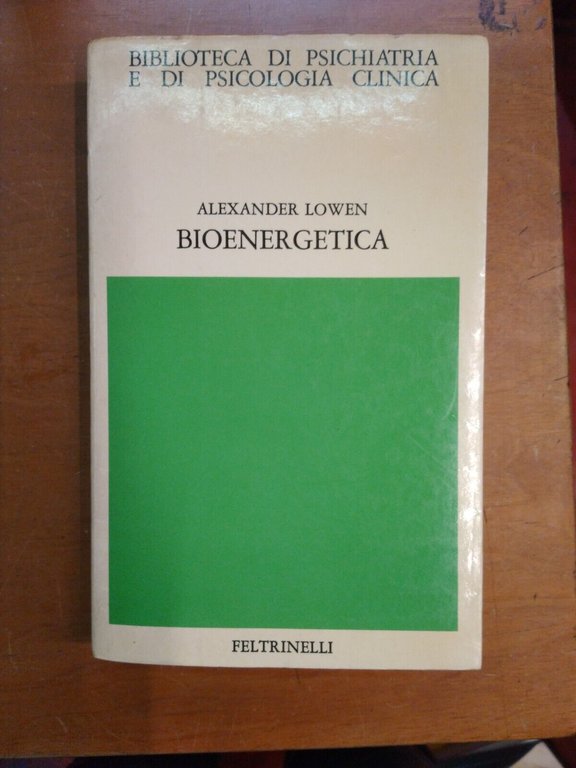 BIBLIOTECA DI PSICHIATRIA
E DI PSICOLOGIA CLINICA
ALEXANDER LOWEN
BIOENERGETICA
FELTRINELLI